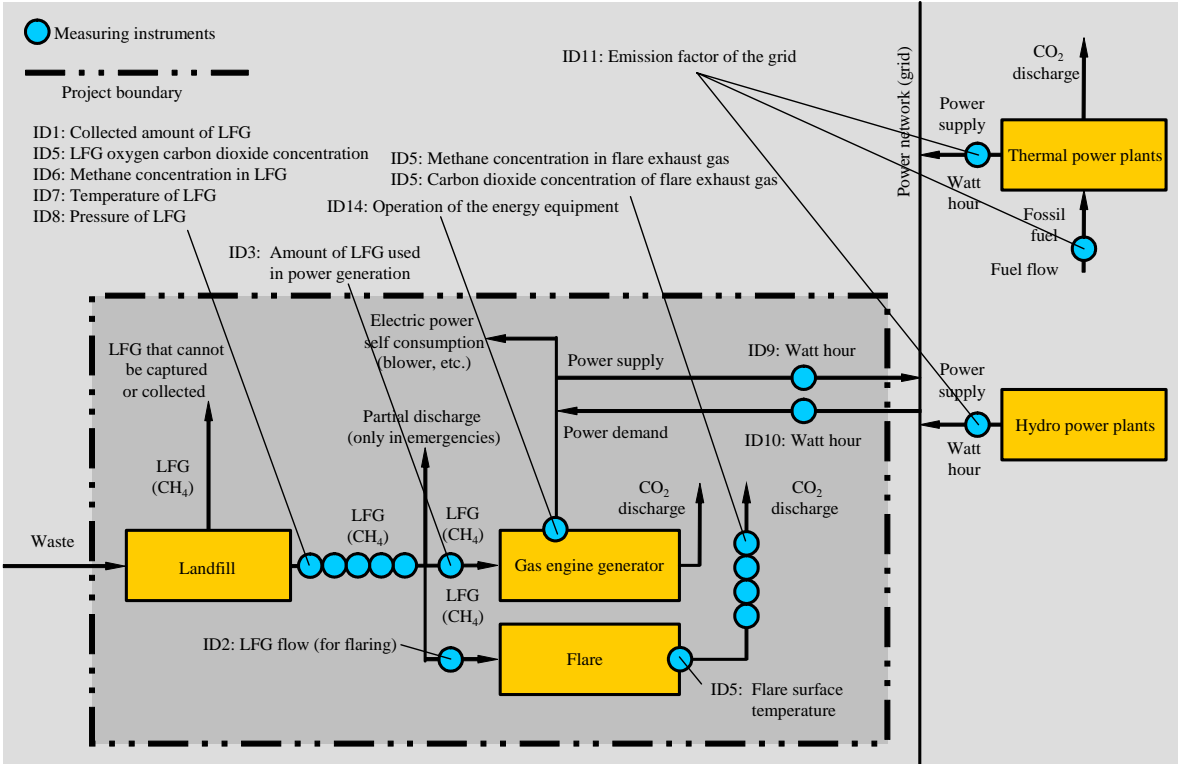 Measuring instruments
Project boundary
ID1: Collected amount of LFG
ID5: LFG oxygen carbon dioxide concentration
ID6: Methane concentration in LFG
ID7: Temperature of LFG
ID8: Pressure of LFG
ID11: Emission factor of the grid
ID5: Methane concentration in flare exhaust gas
ID5: Carbon dioxide concentration of flare exhaust gas
ID14: Operation of the energy equipment
ID3: Amount of LFG used
in power generation
Power network (grid)
CO2
discharge
Power
supply
Thermal power plants
Watt
hour
Fossil
fuel
Fuel flow
LFG that cannot
be captured
or collected
Electric power
self consumption
(blower, etc.)
Power supply
ID9: Watt hour
Power
supply
Partial discharge
(only in emergencies)
Power demand
ID10: Watt hour
Hydro power plants
Watt
hour
LFG
(CH4)
CO2
discharge
CO2
discharge
Waste
Landfill
LFG
(CH4)
LFG
(CH4)
Gas engine generator
LFG
(CH4)
ID2: LFG flow (for flaring)
Flare
ID5: Flare surface
temperature